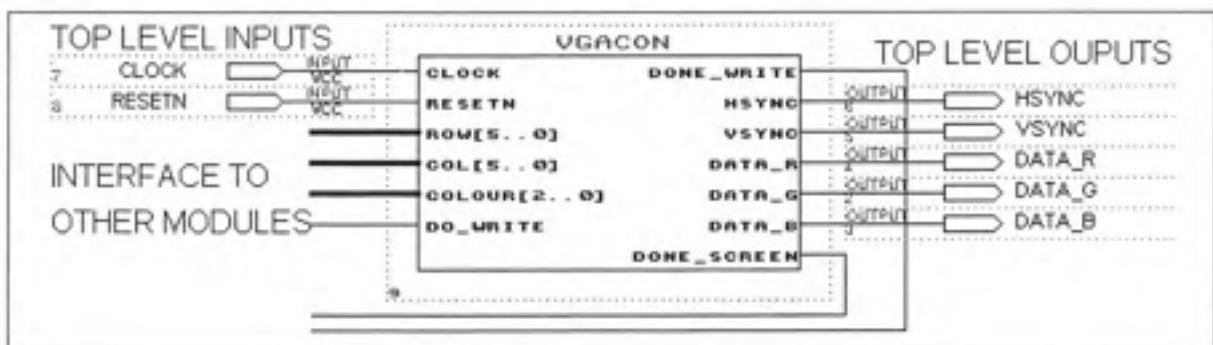 TOP LEVEL INPUTS
VGACON
TOP LEVEL OUPUTS
7
CLOCK
INPUT
VCC
CLOCK
DONE_WRITE
8
RESETN
INPUT
VCC
RESETN
HSYNC
OUTPUT
HSYNC
ROW[5..0]
VSYNC
OUTPUT
VSYNC
COL[5..0]
DATA_R
OUTPUT
DATA_R
INTERFACE TO
COLOUR[2..0]
DATA_G
OUTPUT
DATA_G
OTHER MODULES
DO_WRITE
DATA_B
OUTPUT
DATA_B
DONE_SCREEN